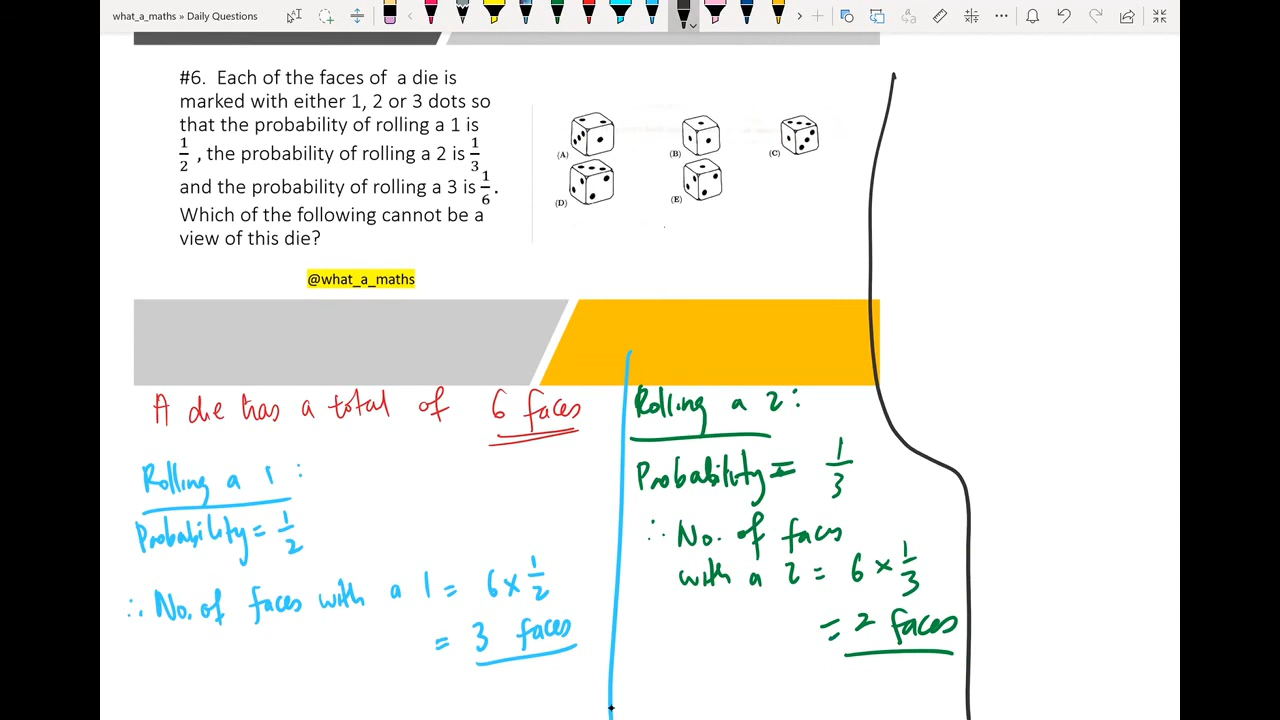 what_a_maths » Daily Questions
#6. Each of the faces of a die is
marked with either 1, 2 or 3 dots so
that the probability of rolling a 1 is
1/2 , the probability of rolling a 2 is 1/3
and the probability of rolling a 3 is 1/6 .
Which of the following cannot be a
view of this die?
@what_a_maths
(A)
(B)
(C)
(D)
(E)
A die has a total of 6 faces
Rolling a 1 :
Probability = 1/2
∴ No. of faces with a 1 = 6 × 1/2
= 3 faces
Rolling a 2 :
Probability = 1/3
∴ No. of faces
with a 2 = 6 × 1/3
= 2 faces